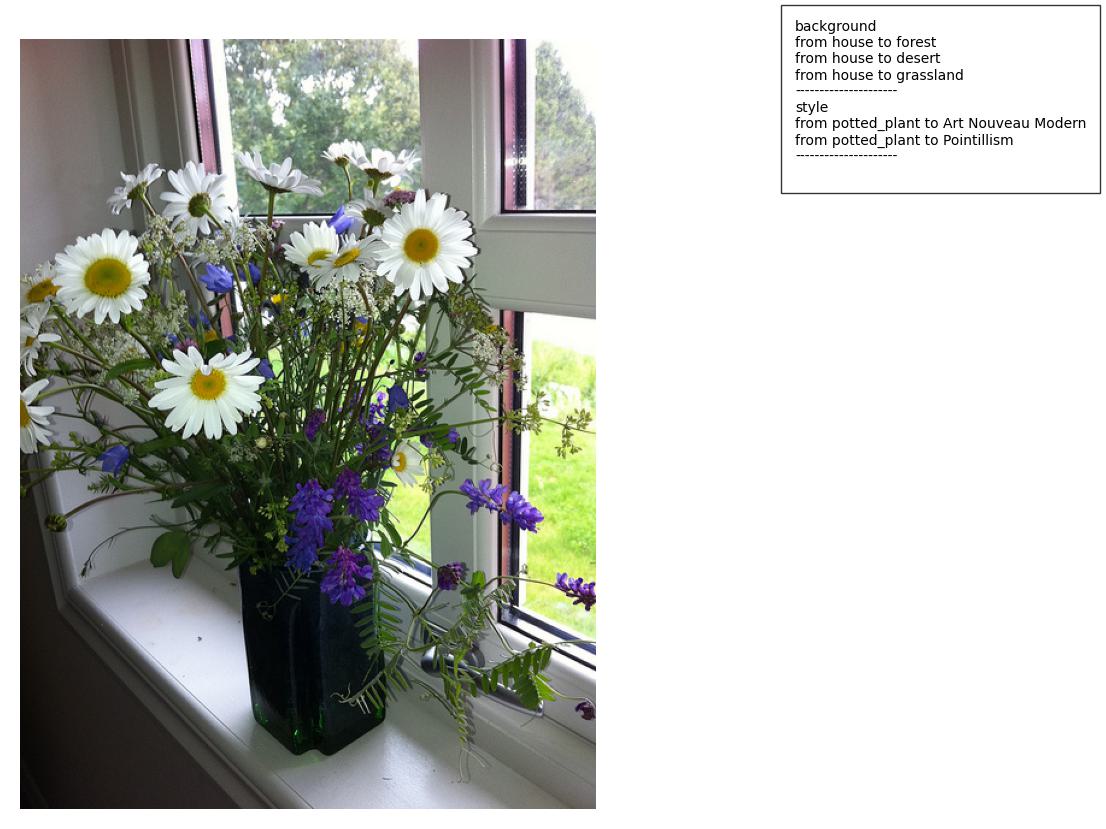 background
from house to forest
from house to desert
from house to grassland
---------------------
style
from potted_plant to Art Nouveau Modern
from potted_plant to Pointillism
---------------------